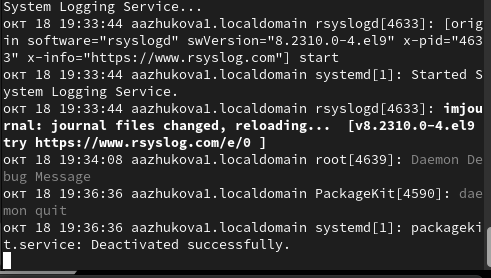 System Logging Service...
окт 18 19:33:44 aazhukova1.localdomain rsyslogd[4633]: [orig
in software="rsyslogd" swVersion="8.2310.0-4.el9" x-pid="463
3" x-info="https://www.rsyslog.com"] start
окт 18 19:33:44 aazhukova1.localdomain systemd[1]: Started S
ystem Logging Service.
окт 18 19:33:44 aazhukova1.localdomain rsyslogd[4633]: imjou
rnal: journal files changed, reloading...  [v8.2310.0-4.el9 
try https://www.rsyslog.com/e/0 ]
окт 18 19:34:08 aazhukova1.localdomain root[4639]: Daemon De
bug Message
окт 18 19:36:36 aazhukova1.localdomain PackageKit[4590]: dae
mon quit
окт 18 19:36:36 aazhukova1.localdomain systemd[1]: packageki
t.service: Deactivated successfully.